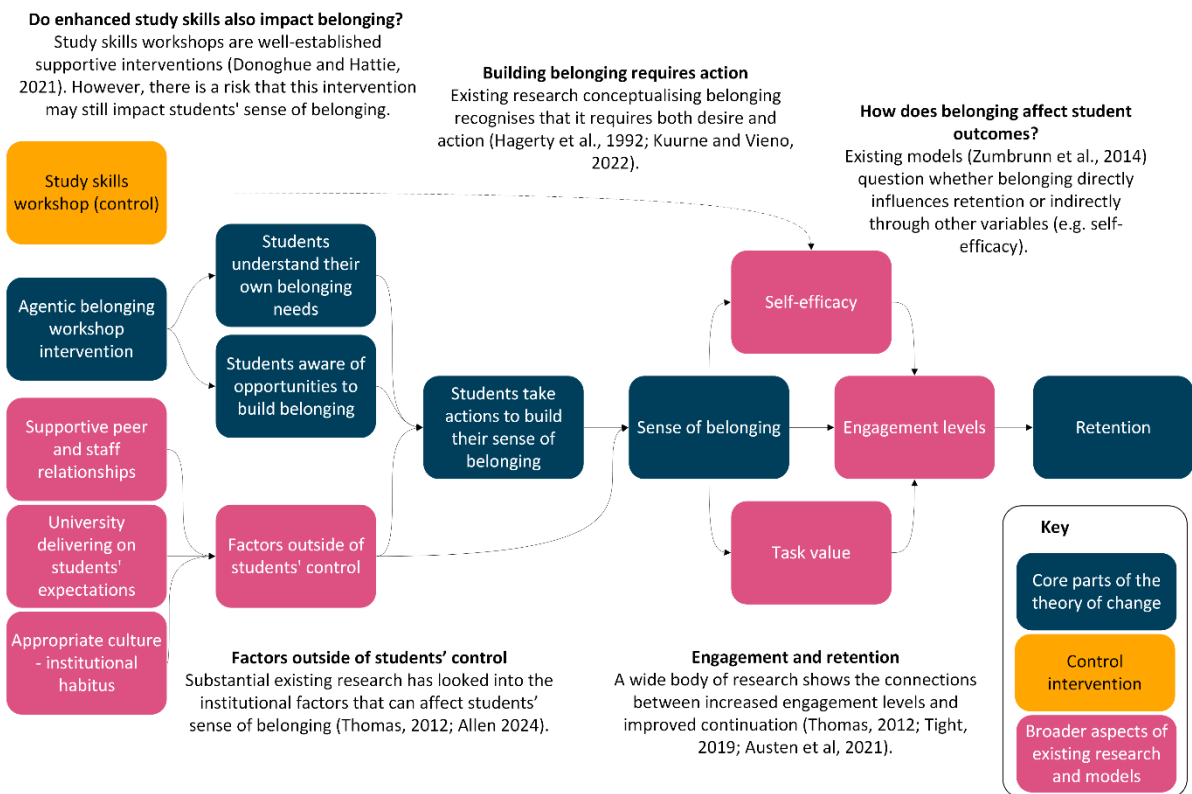 Do enhanced study skills also impact belonging?
Study skills workshops are well-established
supportive interventions (Donoghue and Hattie,
2021). However, there is a risk that this intervention
may still impact students' sense of belonging.
Building belonging requires action
Existing research conceptualising belonging
recognises that it requires both desire and
action (Hagerty et al., 1992; Kuurne and Vieno,
2022).
How does belonging affect student
outcomes?
Existing models (Zumbrunn et al., 2014)
question whether belonging directly
influences retention or indirectly
through other variables (e.g. self-
efficacy).
Study skills
workshop (control)
Agentic belonging
workshop
intervention
Supportive peer
and staff
relationships
University
delivering on
students'
expectations
Appropriate culture
- institutional
habitus
Students
understand their
own belonging
needs
Students aware of
opportunities to
build belonging
Factors outside of
students' control
Students take
actions to build
their sense of
belonging
Sense of belonging
Self-efficacy
Engagement levels
Task value
Retention
Factors outside of students’ control
Substantial existing research has looked into the
institutional factors that can affect students’
sense of belonging (Thomas, 2012; Allen 2024).
Engagement and retention
A wide body of research shows the connections
between increased engagement levels and
improved continuation (Thomas, 2012; Tight,
2019; Austen et al, 2021).
Key
Core parts of the
theory of change
Control
intervention
Broader aspects of
existing research
and models